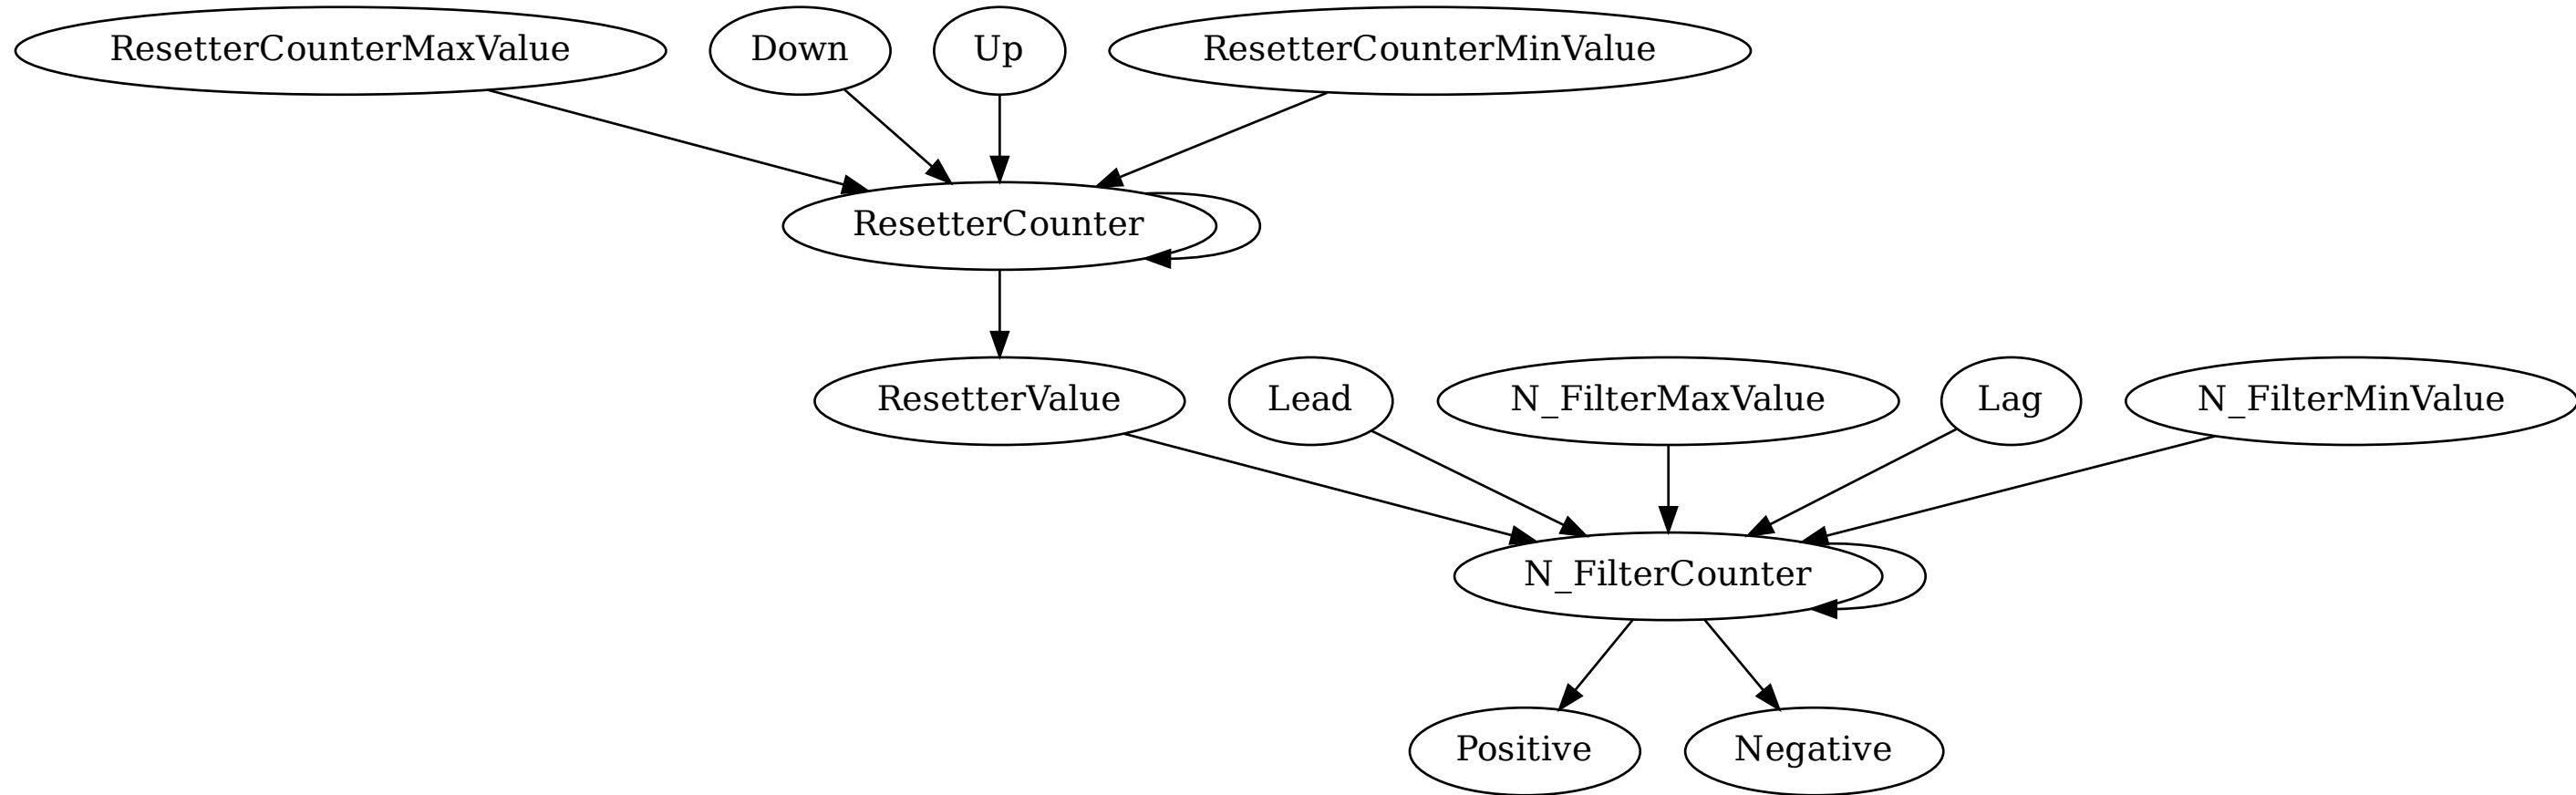 ResetterCounterMaxValue
Down
Up
ResetterCounterMinValue
ResetterCounter
ResetterValue
Lead
N_FilterMaxValue
Lag
N_FilterMinValue
N_FilterCounter
Positive
Negative